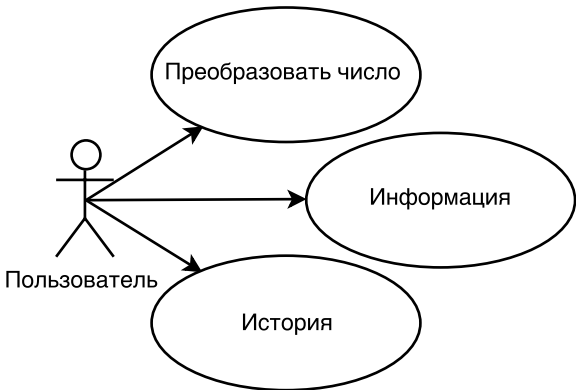 Преобразовать число
Информация
Пользователь
История